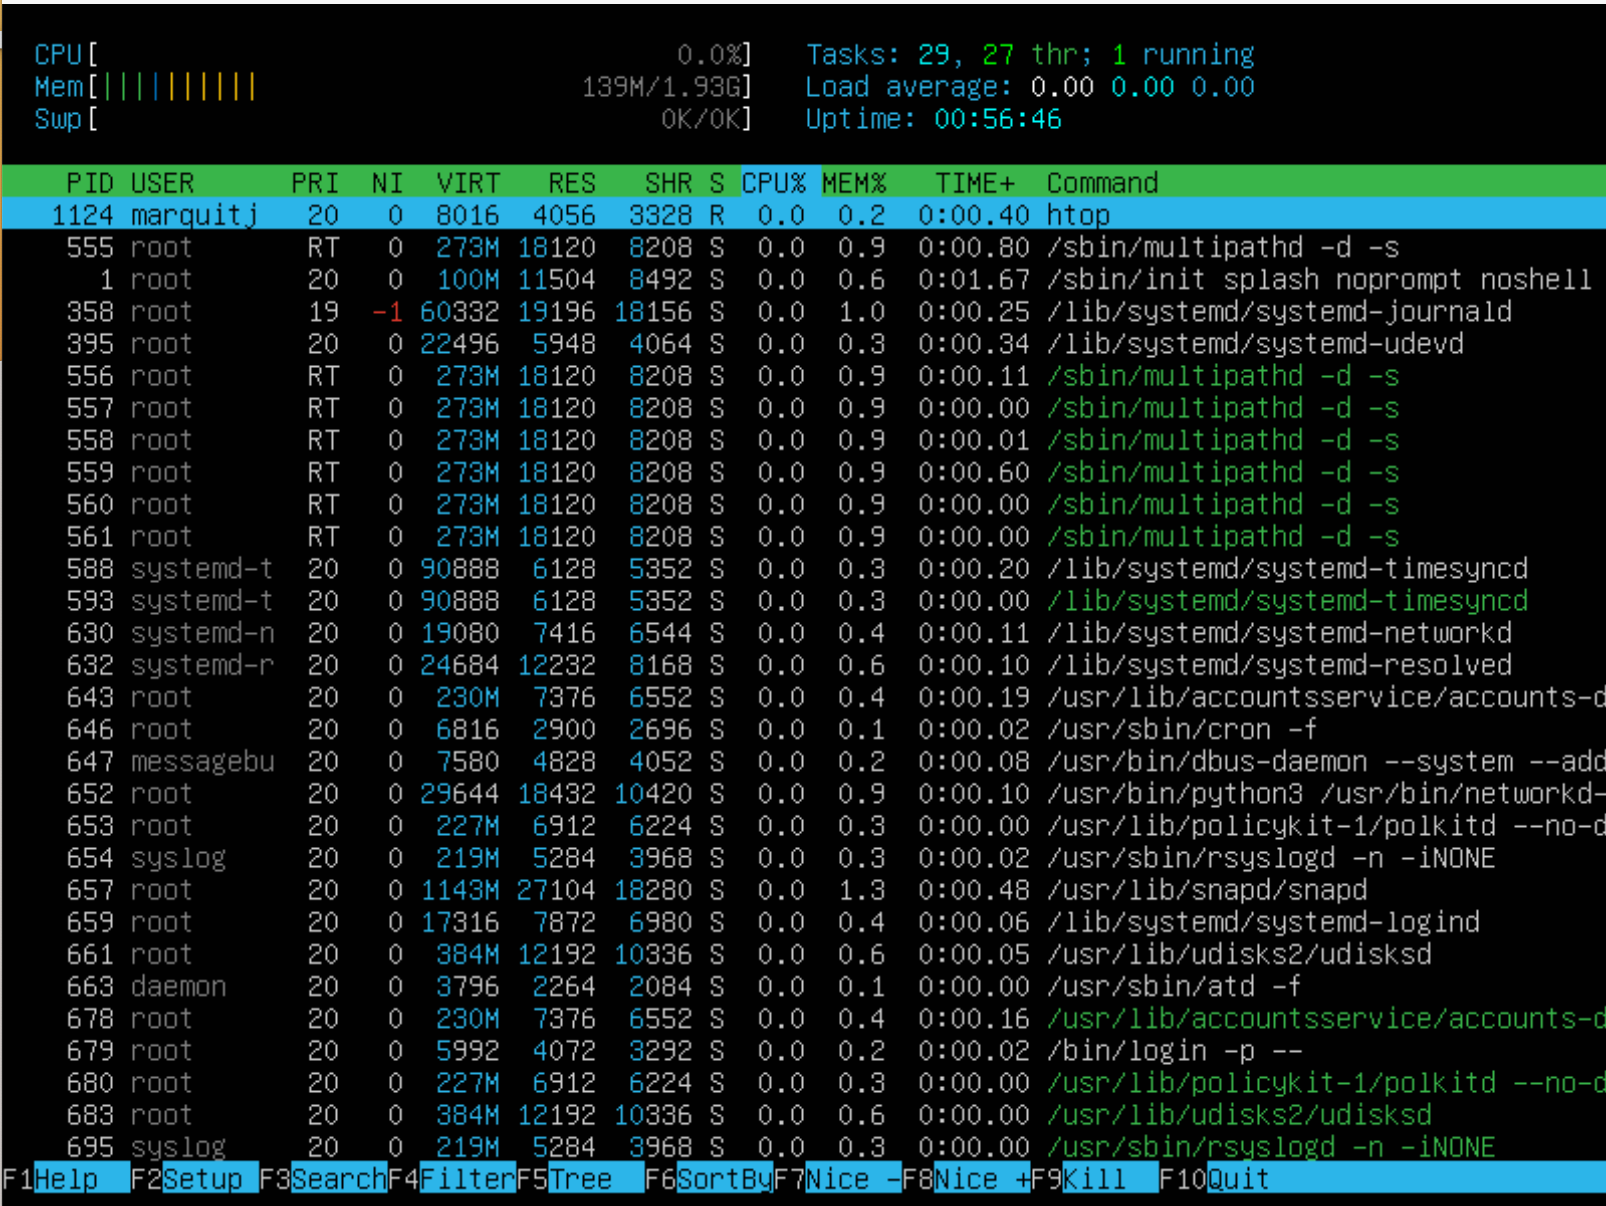 CPU[ 0.0%] Tasks: 29, 27 thr; 1 running
Mem[|||||||||| 139M/1.93G] Load average: 0.00 0.00 0.00
Swp[ 0K/0K] Uptime: 00:56:46
PID USER PRI NI VIRT RES SHR S CPU% MEM% TIME+ Command
1124 marquitj 20 0 8016 4056 3328 R 0.0 0.2 0:00.40 htop
555 root RT 0 273M 18120 8208 S 0.0 0.9 0:00.80 /sbin/multipathd -d -s
1 root 20 0 100M 11504 8492 S 0.0 0.6 0:01.67 /sbin/init splash noprompt noshell
358 root 19 -1 60332 19196 18156 S 0.0 1.0 0:00.25 /lib/systemd/systemd-journald
395 root 20 0 22496 5948 4064 S 0.0 0.3 0:00.34 /lib/systemd/systemd-udevd
556 root RT 0 273M 18120 8208 S 0.0 0.9 0:00.11 /sbin/multipathd -d -s
557 root RT 0 273M 18120 8208 S 0.0 0.9 0:00.00 /sbin/multipathd -d -s
558 root RT 0 273M 18120 8208 S 0.0 0.9 0:00.01 /sbin/multipathd -d -s
559 root RT 0 273M 18120 8208 S 0.0 0.9 0:00.60 /sbin/multipathd -d -s
560 root RT 0 273M 18120 8208 S 0.0 0.9 0:00.00 /sbin/multipathd -d -s
561 root RT 0 273M 18120 8208 S 0.0 0.9 0:00.00 /sbin/multipathd -d -s
588 systemd-t 20 0 90888 6128 5352 S 0.0 0.3 0:00.20 /lib/systemd/systemd-timesyncd
593 systemd-t 20 0 90888 6128 5352 S 0.0 0.3 0:00.00 /lib/systemd/systemd-timesyncd
630 systemd-n 20 0 19080 7416 6544 S 0.0 0.4 0:00.11 /lib/systemd/systemd-networkd
632 systemd-r 20 0 24684 12232 8168 S 0.0 0.6 0:00.10 /lib/systemd/systemd-resolved
643 root 20 0 230M 7376 6552 S 0.0 0.4 0:00.19 /usr/lib/accountsservice/accounts-d
646 root 20 0 6816 2900 2696 S 0.0 0.1 0:00.02 /usr/sbin/cron -f
647 messagebu 20 0 7580 4828 4052 S 0.0 0.2 0:00.08 /usr/bin/dbus-daemon --system --add
652 root 20 0 29644 18432 10420 S 0.0 0.9 0:00.10 /usr/bin/python3 /usr/bin/networkd-
653 root 20 0 227M 6912 6224 S 0.0 0.3 0:00.00 /usr/lib/policykit-1/polkitd --no-d
654 syslog 20 0 219M 5284 3968 S 0.0 0.3 0:00.02 /usr/sbin/rsyslogd -n -iNONE
657 root 20 0 1143M 27104 18280 S 0.0 1.3 0:00.48 /usr/lib/snapd/snapd
659 root 20 0 17316 7872 6980 S 0.0 0.4 0:00.06 /lib/systemd/systemd-logind
661 root 20 0 384M 12192 10336 S 0.0 0.6 0:00.05 /usr/lib/udisks2/udisksd
663 daemon 20 0 3796 2264 2084 S 0.0 0.1 0:00.00 /usr/sbin/atd -f
678 root 20 0 230M 7376 6552 S 0.0 0.4 0:00.16 /usr/lib/accountsservice/accounts-d
679 root 20 0 5992 4072 3292 S 0.0 0.2 0:00.02 /bin/login -p --
680 root 20 0 227M 6912 6224 S 0.0 0.3 0:00.00 /usr/lib/policykit-1/polkitd --no-d
683 root 20 0 384M 12192 10336 S 0.0 0.6 0:00.00 /usr/lib/udisks2/udisksd
695 syslog 20 0 219M 5284 3968 S 0.0 0.3 0:00.00 /usr/sbin/rsyslogd -n -iNONE
F1Help F2Setup F3SearchF4FilterF5Tree F6SortByF7Nice -F8Nice +F9Kill F10Quit